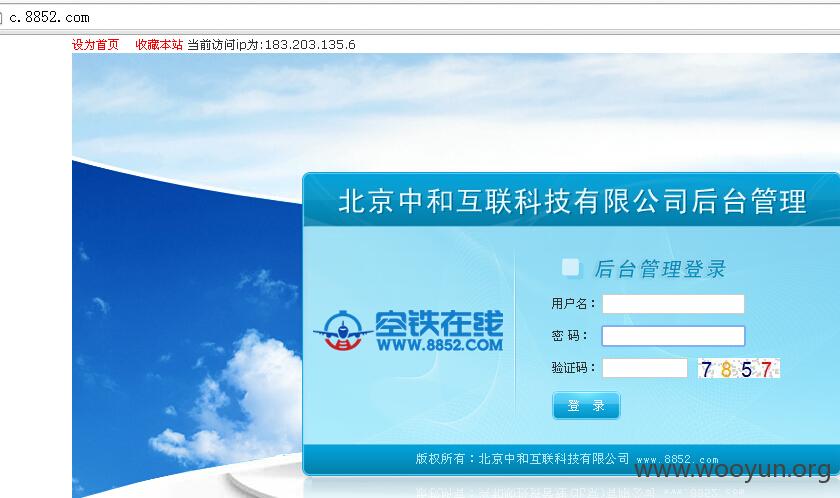 c.8852.com
设为首页 收藏本站 当前访问ip为:183.203.135.6
北京中和互联科技有限公司后台管理
后台管理登录
用户名：
空铁在线
WWW.8852.COM
密 码：
验证码： 7 8 5 7
登 录
版权所有：北京中和互联科技有限公司 www.8852.com
www.wooyun.org